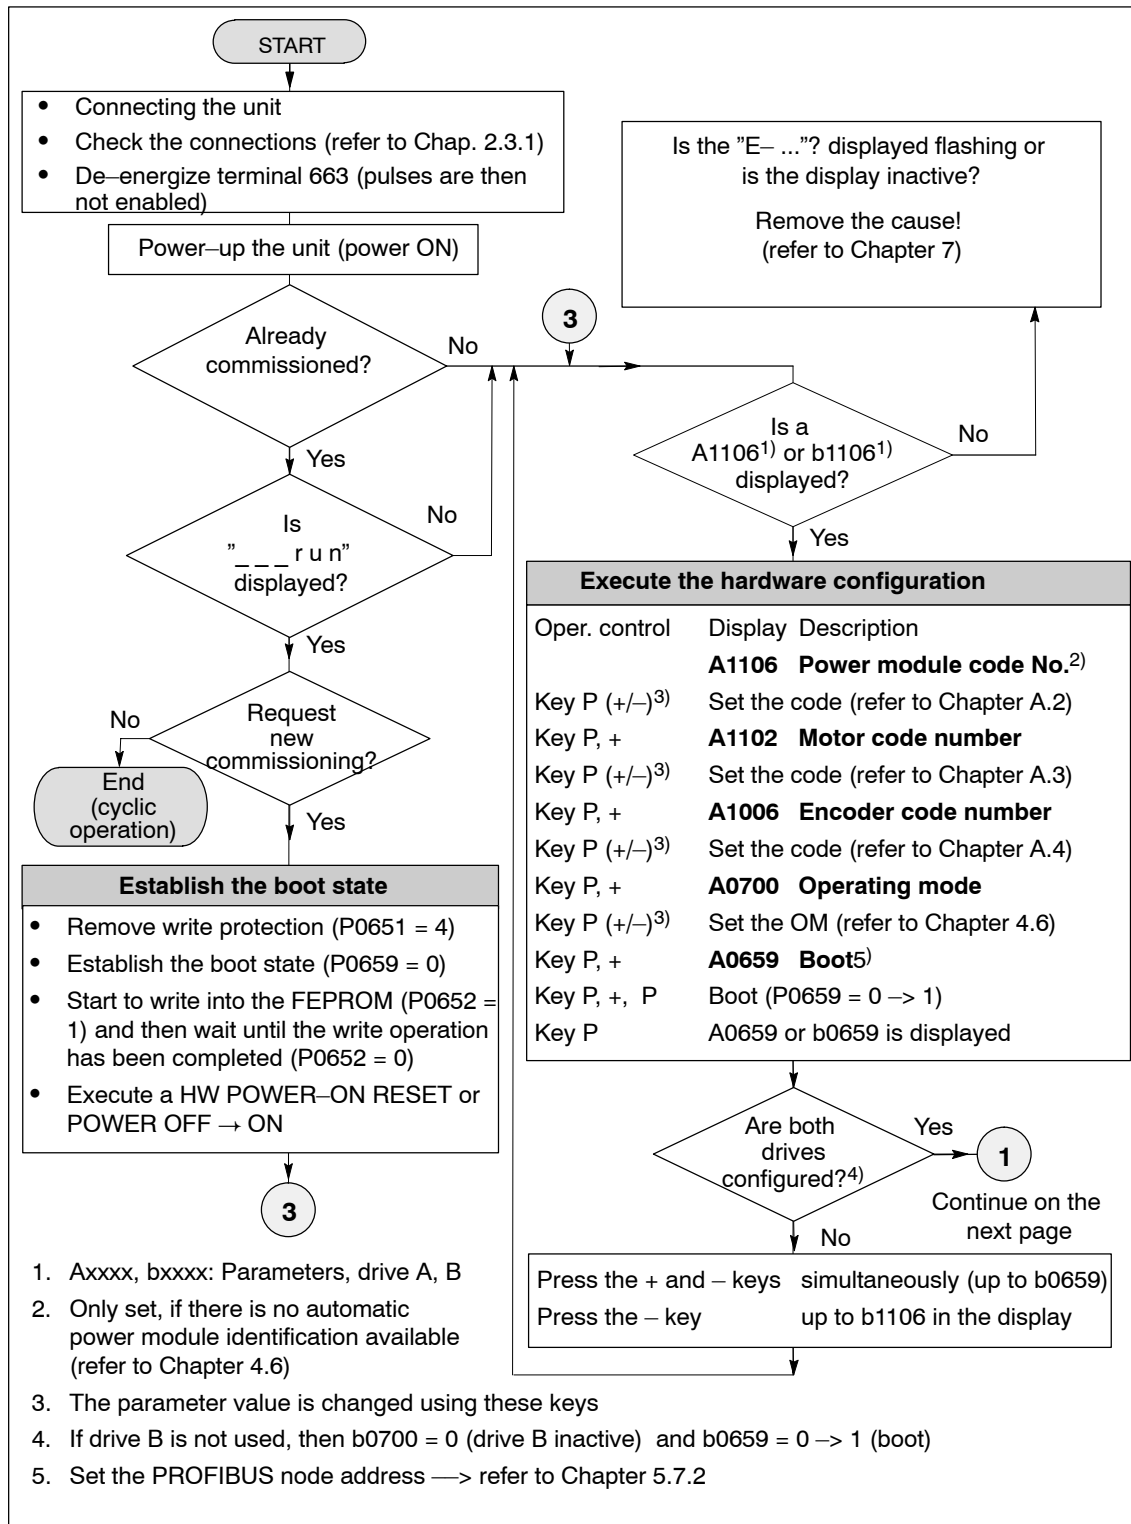 START
• Connecting the unit
• Check the connections (refer to Chap. 2.3.1)
• De–energize terminal 663 (pulses are then
not enabled)
Power–up the unit (power ON)
Already
commissioned?
No
Yes
Is
”_ _ _ r u n”
displayed?
No
Yes
Request
new
commissioning?
No
End
(cyclic
operation)
Yes
Establish the boot state
• Remove write protection (P0651 = 4)
• Establish the boot state (P0659 = 0)
• Start to write into the FEPROM (P0652 =
1) and then wait until the write operation
has been completed (P0652 = 0)
• Execute a HW POWER–ON RESET or
POWER OFF → ON
3
3
Is the ”E– ...”? displayed flashing or
is the display inactive?
Remove the cause!
(refer to Chapter 7)
Is a
A11061) or b11061)
displayed?
No
Yes
Execute the hardware configuration
Oper. control Display Description
A1106 Power module code No.2)
Key P (+/–)3) Set the code (refer to Chapter A.2)
Key P, + A1102 Motor code number
Key P (+/–)3) Set the code (refer to Chapter A.3)
Key P, + A1006 Encoder code number
Key P (+/–)3) Set the code (refer to Chapter A.4)
Key P, + A0700 Operating mode
Key P (+/–)3) Set the OM (refer to Chapter 4.6)
Key P, + A0659 Boot5)
Key P, +, P Boot (P0659 = 0 –> 1)
Key P A0659 or b0659 is displayed
Are both
drives
configured?4)
Yes
1
Continue on the
next page
No
Press the + and – keys simultaneously (up to b0659)
Press the – key up to b1106 in the display
1. Axxxx, bxxxx: Parameters, drive A, B
2. Only set, if there is no automatic
power module identification available
(refer to Chapter 4.6)
3. The parameter value is changed using these keys
4. If drive B is not used, then b0700 = 0 (drive B inactive) and b0659 = 0 –> 1 (boot)
5. Set the PROFIBUS node address ––> refer to Chapter 5.7.2